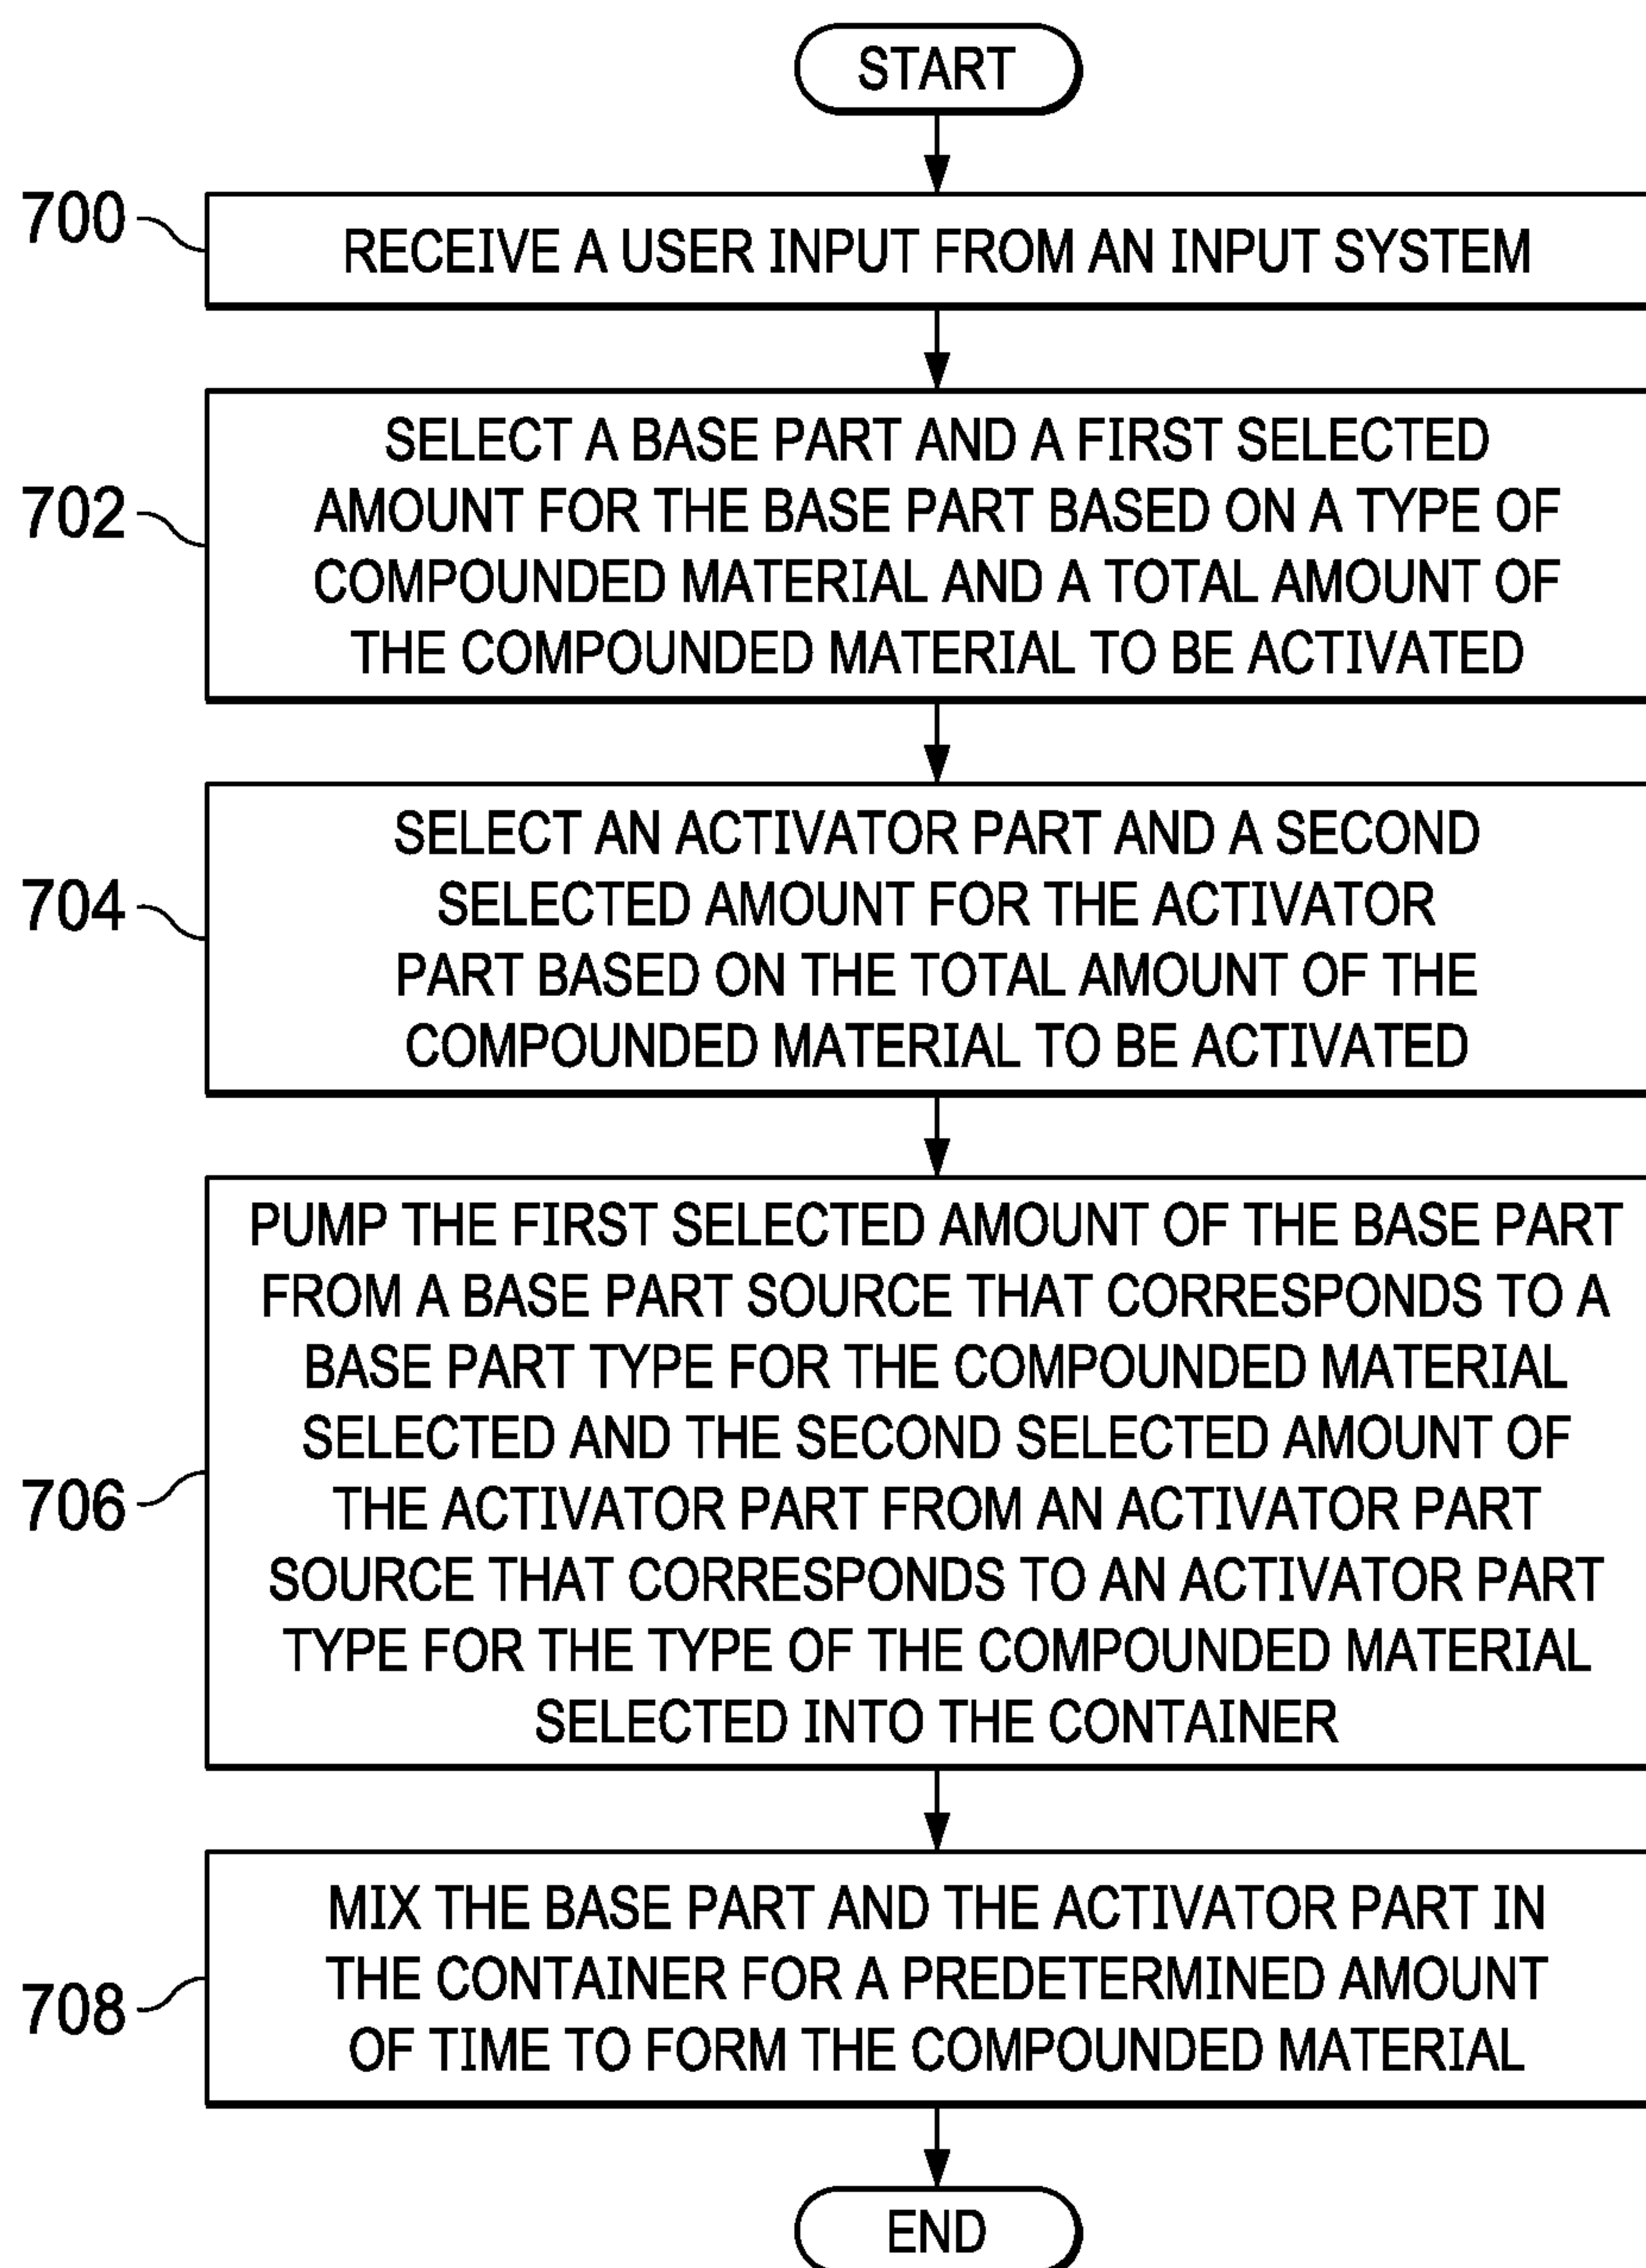 START
700
RECEIVE A USER INPUT FROM AN INPUT SYSTEM
702
SELECT A BASE PART AND A FIRST SELECTED
AMOUNT FOR THE BASE PART BASED ON A TYPE OF
COMPOUNDED MATERIAL AND A TOTAL AMOUNT OF
THE COMPOUNDED MATERIAL TO BE ACTIVATED
704
SELECT AN ACTIVATOR PART AND A SECOND
SELECTED AMOUNT FOR THE ACTIVATOR
PART BASED ON THE TOTAL AMOUNT OF THE
COMPOUNDED MATERIAL TO BE ACTIVATED
706
PUMP THE FIRST SELECTED AMOUNT OF THE BASE PART
FROM A BASE PART SOURCE THAT CORRESPONDS TO A
BASE PART TYPE FOR THE COMPOUNDED MATERIAL
SELECTED AND THE SECOND SELECTED AMOUNT OF
THE ACTIVATOR PART FROM AN ACTIVATOR PART
SOURCE THAT CORRESPONDS TO AN ACTIVATOR PART
TYPE FOR THE TYPE OF THE COMPOUNDED MATERIAL
SELECTED INTO THE CONTAINER
708
MIX THE BASE PART AND THE ACTIVATOR PART IN
THE CONTAINER FOR A PREDETERMINED AMOUNT
OF TIME TO FORM THE COMPOUNDED MATERIAL
END